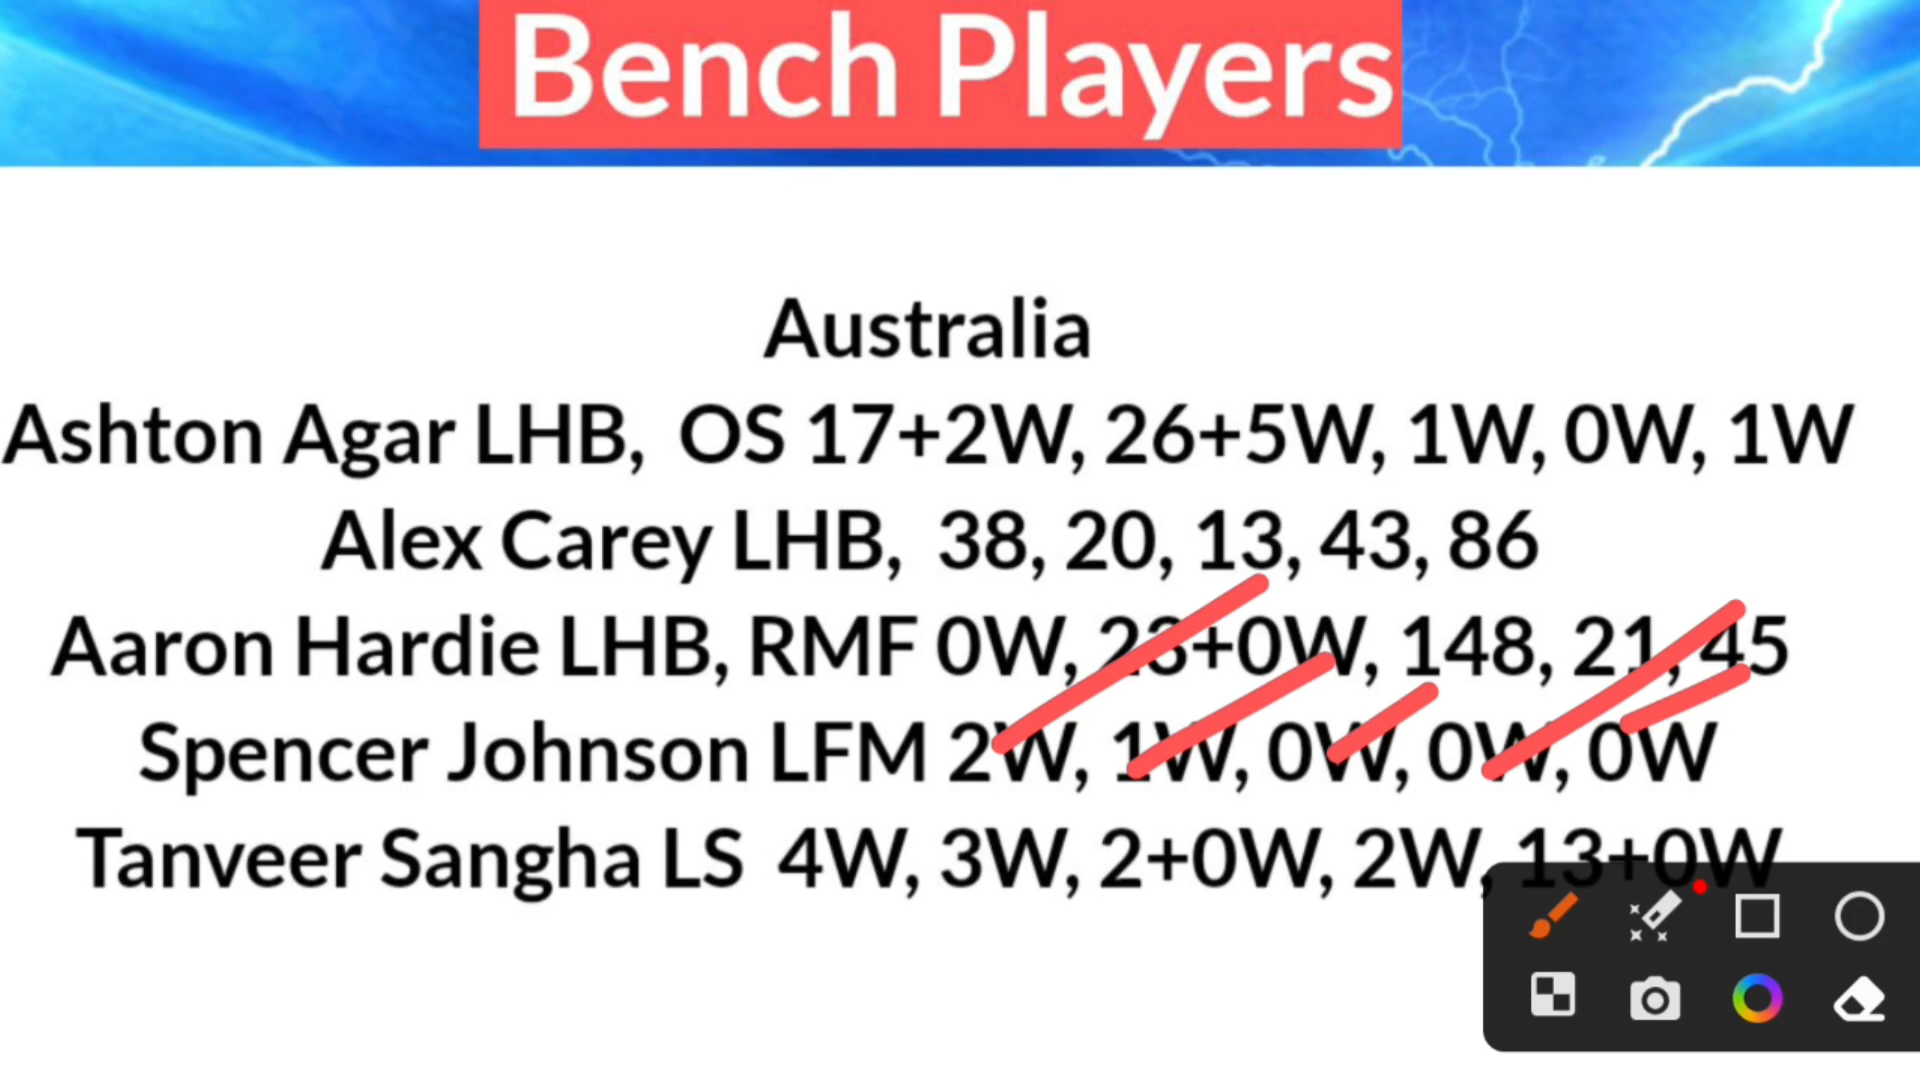 Bench Players
Australia
Ashton Agar LHB, OS 17+2W, 26+5W, 1W, 0W, 1W
Alex Carey LHB, 38, 20, 13, 43, 86
Aaron Hardie LHB, RMF 0W, 23+0W, 148, 21, 45
Spencer Johnson LFM 2W, 1W, 0W, 0W, 0W
Tanveer Sangha LS 4W, 3W, 2+0W, 2W, 13+0W